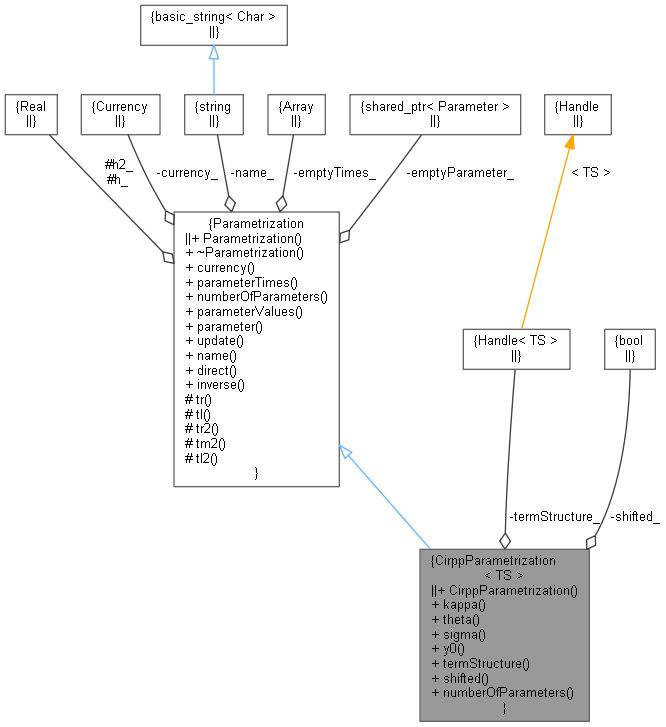 {basic_string< Char >
||}
{Real
||}
{Currency
||}
{string
||}
{Array
||}
{shared_ptr< Parameter >
||}
{Handle
||}
#h2_
#h_
-currency_
-name_
-emptyTimes_
-emptyParameter_
< TS >
{Parametrization
||+ Parametrization()
+ ~Parametrization()
+ currency()
+ parameterTimes()
+ numberOfParameters()
+ parameterValues()
+ parameter()
+ update()
+ name()
+ direct()
+ inverse()
# tr()
# tl()
# tr2()
# tm2()
# tl2()
}
{Handle< TS >
||}
{bool
||}
-termStructure_
-shifted_
{CirppParametrization
< TS >
||+ CirppParametrization()
+ kappa()
+ theta()
+ sigma()
+ y0()
+ termStructure()
+ shifted()
+ numberOfParameters()
}